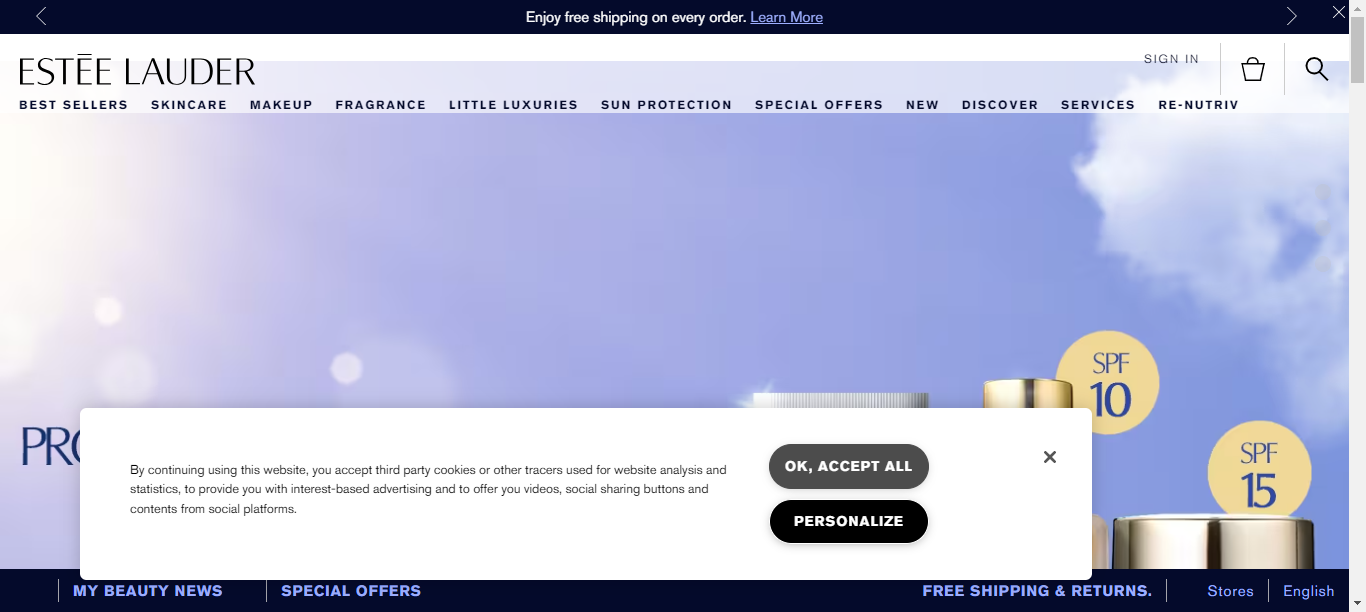 Enjoy free shipping on every order. Learn More
ESTĒE LAUDER
SIGN IN
BEST SELLERS SKINCARE MAKEUP FRAGRANCE LITTLE LUXURIES SUN PROTECTION SPECIAL OFFERS NEW DISCOVER SERVICES RE-NUTRIV
SPF
10
SPF
15
By continuing using this website, you accept third party cookies or other tracers used for website analysis and
statistics, to provide you with interest-based advertising and to offer you videos, social sharing buttons and
contents from social platforms.
OK, ACCEPT ALL
PERSONALIZE
MY BEAUTY NEWS SPECIAL OFFERS FREE SHIPPING & RETURNS. Stores English